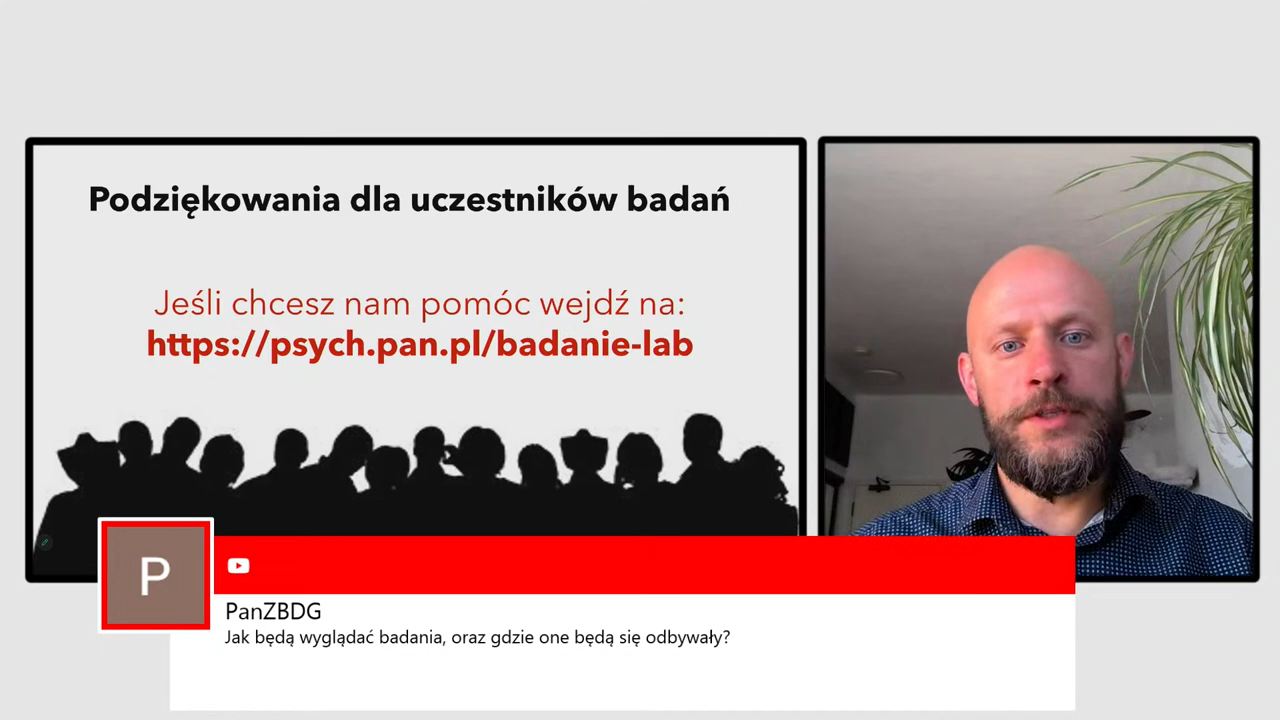 Podziękowania dla uczestników badań
Jeśli chcesz nam pomóc wejdź na:
https://psych.pan.pl/badanie-lab
P
PanZBDG
Jak będą wyglądać badania, oraz gdzie one będą się odbywały?